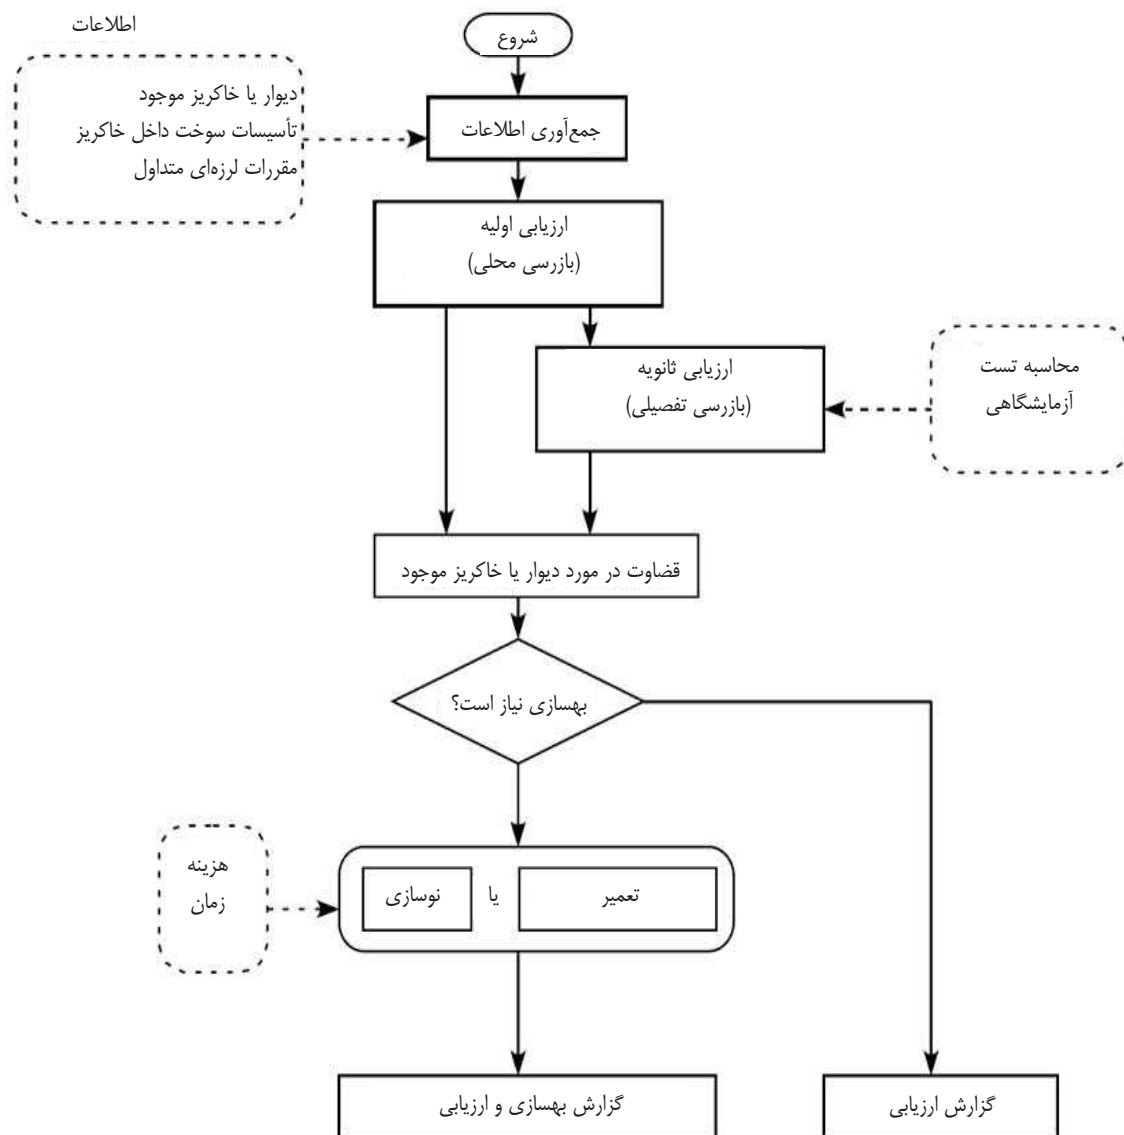 اطلاعات
شروع
دیوار یا خاکریز موجود
تأسیسات سوخت داخل خاکریز
مقررات لرزه‌ای متداول
جمع‌آوری اطلاعات
ارزیابی اولیه
(بازرسی محلی)
ارزیابی ثانویه
(بازرسی تفصیلی)
محاسبه تست
آزمایشگاهی
قضاوت در مورد دیوار یا خاکریز موجود
بهسازی نیاز است؟
هزینه
زمان
تعمیر
یا
نوسازی
گزارش ارزیابی
گزارش بهسازی و ارزیابی